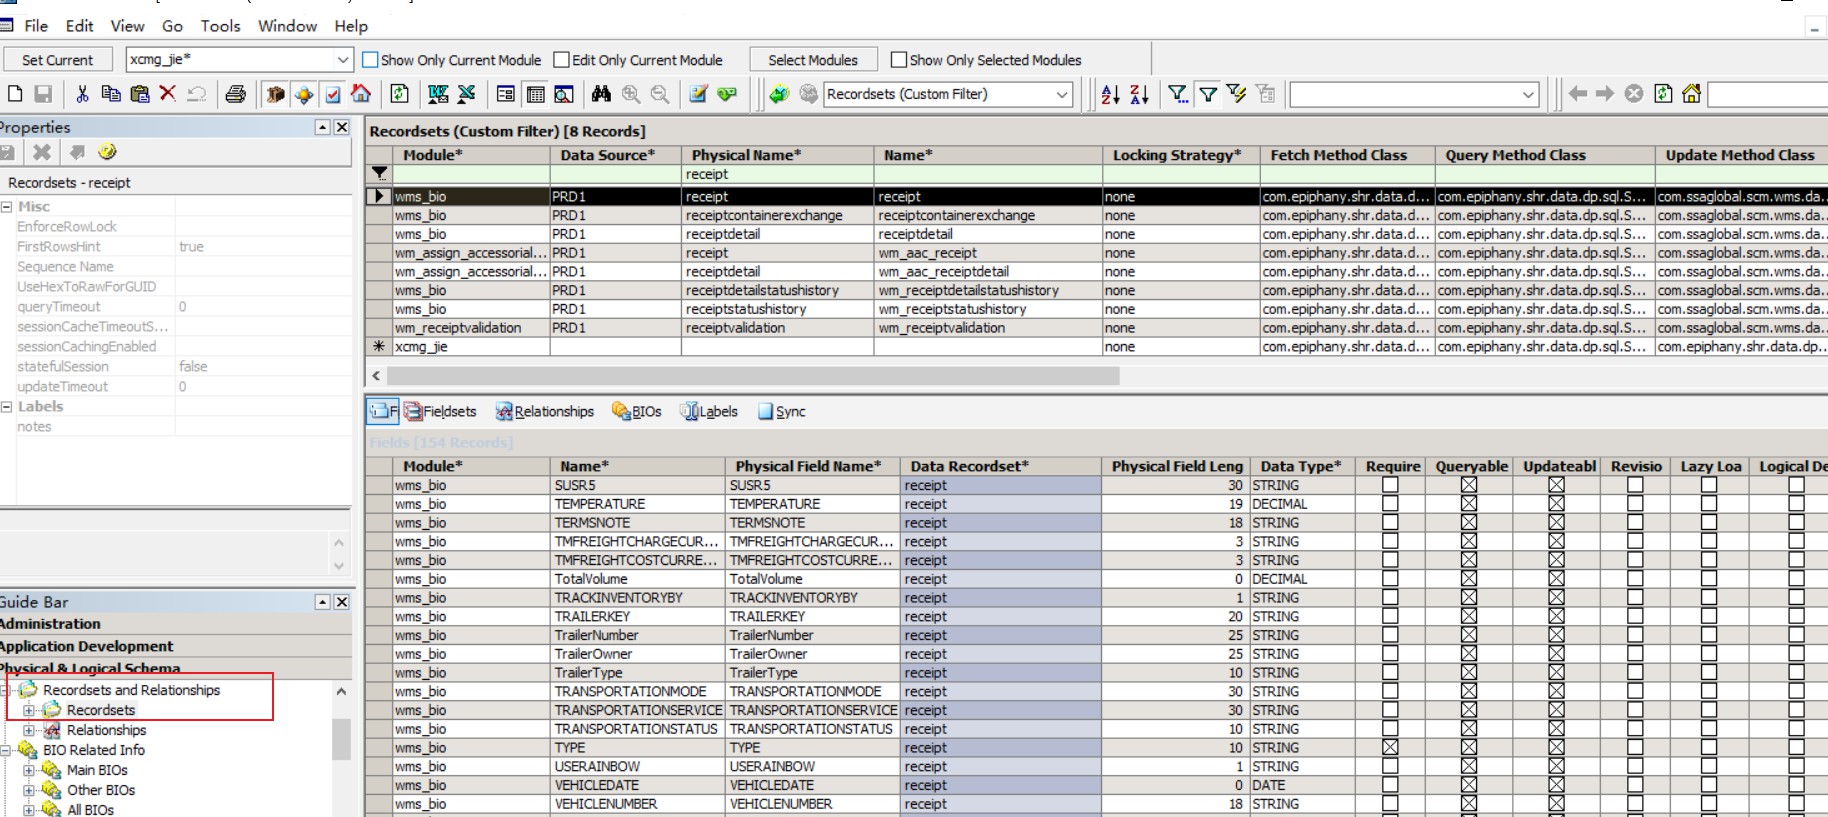 File Edit View Go Tools Window Help
Set Current xcmg_jie* Show Only Current Module Edit Only Current Module Select Modules Show Only Selected Modules
Recordsets (Custom Filter)
Properties
Recordsets - receipt
Misc
EnforceRowLock
FirstRowsHint true
Sequence Name
UseHexToRawForGUID
queryTimeout 0
sessionCacheTimeoutS...
sessionCachingEnabled
statefulSession false
updateTimeout 0
Labels
notes
Guide Bar
Administration
Application Development
Physical & Logical Schema
Recordsets and Relationships
Recordsets
Relationships
BIO Related Info
Main BIOs
Other BIOs
All BIOs
Recordsets (Custom Filter) [8 Records]
Module* Data Source* Physical Name* Name* Locking Strategy* Fetch Method Class Query Method Class Update Method Class
receipt
wms_bio PRD1 receipt receipt none com.epiphany.shr.data.d... com.epiphany.shr.data.dp.sql.S... com.ssaglobal.scm.wms.da...
wms_bio PRD1 receiptcontainerexchange receiptcontainerexchange none com.epiphany.shr.data.d... com.epiphany.shr.data.dp.sql.S... com.ssaglobal.scm.wms.da...
wms_bio PRD1 receiptdetail receiptdetail none com.epiphany.shr.data.d... com.epiphany.shr.data.dp.sql.S... com.ssaglobal.scm.wms.da...
wm_assign_accessorial... PRD1 receipt wm_aac_receipt none com.epiphany.shr.data.d... com.epiphany.shr.data.dp.sql.S... com.ssaglobal.scm.wms.da...
wm_assign_accessorial... PRD1 receiptdetail wm_aac_receiptdetail none com.epiphany.shr.data.d... com.epiphany.shr.data.dp.sql.S... com.ssaglobal.scm.wms.da...
wms_bio PRD1 receiptdetailstatushistory wm_receiptdetailstatushistory none com.epiphany.shr.data.d... com.epiphany.shr.data.dp.sql.S... com.ssaglobal.scm.wms.da...
wms_bio PRD1 receiptstatushistory wm_receiptstatushistory none com.epiphany.shr.data.d... com.epiphany.shr.data.dp.sql.S... com.ssaglobal.scm.wms.da...
wm_receiptvalidation PRD1 receiptvalidation wm_receiptvalidation none com.epiphany.shr.data.d... com.epiphany.shr.data.dp.sql.S... com.ssaglobal.scm.wms.da...
xcmg_jie none com.epiphany.shr.data.d... com.epiphany.shr.data.dp.sql.S... com.epiphany.shr.data.dp...
F Fieldsets Relationships BIOs Labels Sync
Fields [154 Records]
Module* Name* Physical Field Name* Data Recordset* Physical Field Leng Data Type* Require Queryable Updateabl Revisio Lazy Loa Logical De
wms_bio SUSR5 SUSR5 receipt 30 STRING
wms_bio TEMPERATURE TEMPERATURE receipt 19 DECIMAL
wms_bio TERMSNOTE TERMSNOTE receipt 18 STRING
wms_bio TMFREIGHTCHARGECUR... TMFREIGHTCHARGECUR... receipt 3 STRING
wms_bio TMFREIGHTCOSTCURRE... TMFREIGHTCOSTCURRE... receipt 3 STRING
wms_bio TotalVolume TotalVolume receipt 0 DECIMAL
wms_bio TRACKINVENTORYBY TRACKINVENTORYBY receipt 1 STRING
wms_bio TRAILERKEY TRAILERKEY receipt 20 STRING
wms_bio TrailerNumber TrailerNumber receipt 25 STRING
wms_bio TrailerOwner TrailerOwner receipt 25 STRING
wms_bio TrailerType TrailerType receipt 10 STRING
wms_bio TRANSPORTATIONMODE TRANSPORTATIONMODE receipt 30 STRING
wms_bio TRANSPORTATIONSERVICE TRANSPORTATIONSERVICE receipt 30 STRING
wms_bio TRANSPORTATIONSTATUS TRANSPORTATIONSTATUS receipt 10 STRING
wms_bio TYPE TYPE receipt 10 STRING
wms_bio USERAINBOW USERAINBOW receipt 1 STRING
wms_bio VEHICLEDATE VEHICLEDATE receipt 0 DATE
wms_bio VEHICLENUMBER VEHICLENUMBER receipt 18 STRING